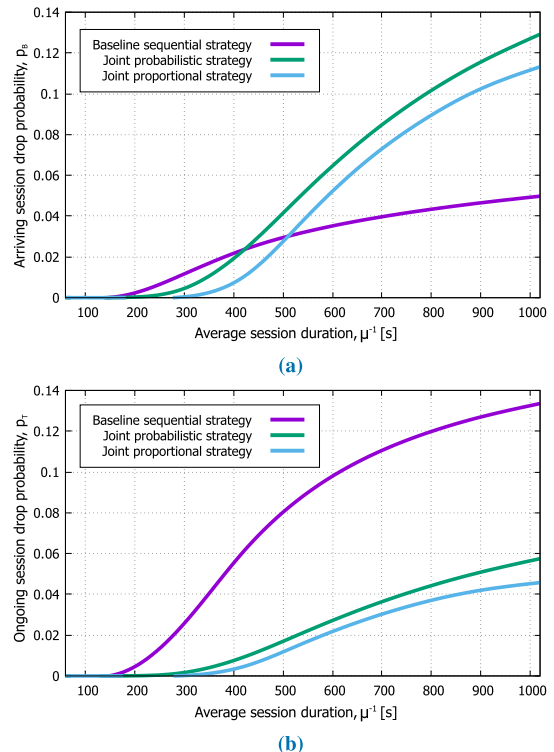 0.14
0.12
0.1
0.08
0.06
0.04
0.02
0
Arriving session drop probability, p_B
Baseline sequential strategy
Joint probabilistic strategy
Joint proportional strategy
100 200 300 400 500 600 700 800 900 1000
Average session duration, μ⁻¹ [s]
(a)
0.14
0.12
0.1
0.08
0.06
0.04
0.02
0
Ongoing session drop probability, p_T
Baseline sequential strategy
Joint probabilistic strategy
Joint proportional strategy
100 200 300 400 500 600 700 800 900 1000
Average session duration, μ⁻¹ [s]
(b)